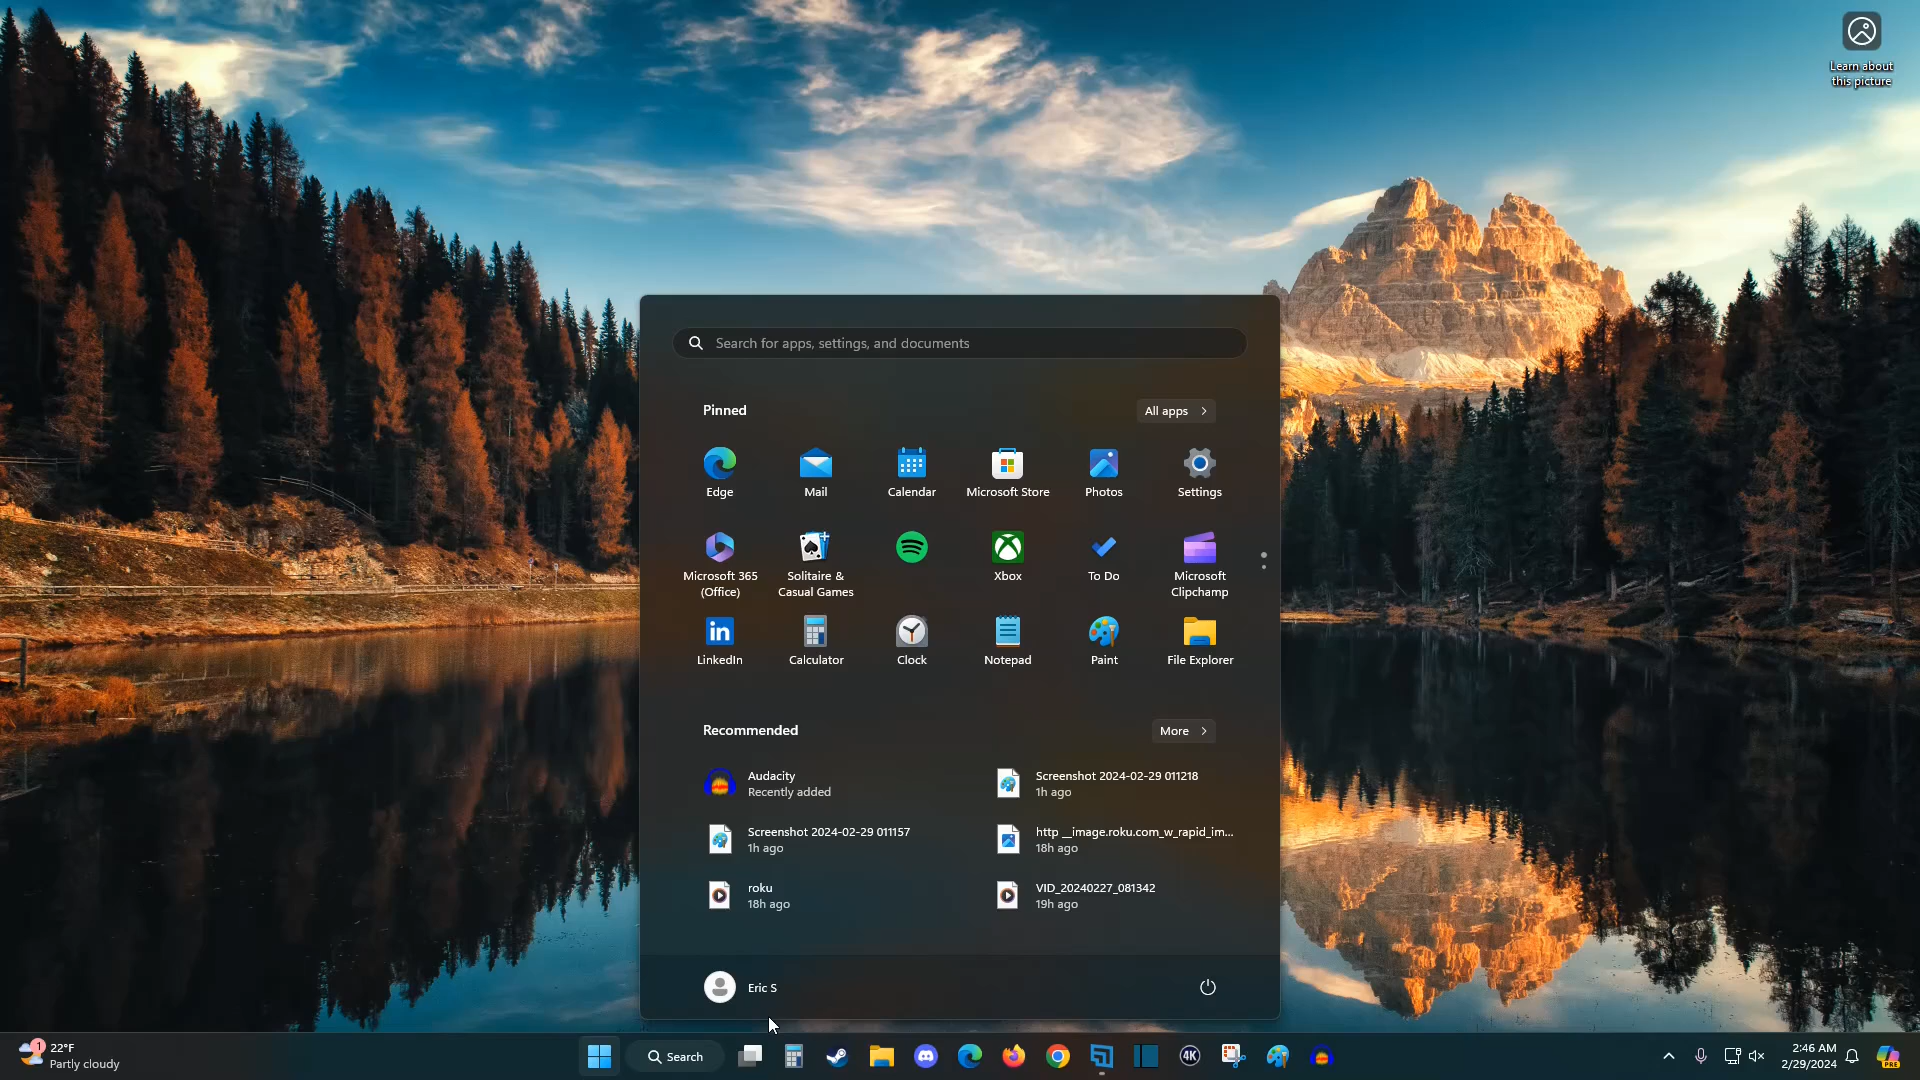 Learn about
this picture
Search for apps, settings, and documents
Pinned
All apps
Edge
Mail
Calendar
Microsoft Store
Photos
Settings
Microsoft 365
(Office)
Solitaire &
Casual Games
Xbox
To Do
Microsoft
Clipchamp
in
LinkedIn
Calculator
Clock
Notepad
Paint
File Explorer
Recommended
More
Audacity
Recently added
Screenshot 2024-02-29 011218
1h ago
Screenshot 2024-02-29 011157
1h ago
http __image.roku.com_w_rapid_im...
18h ago
roku
18h ago
VID_20240227_081342
19h ago
Eric S
1
22°F
Partly cloudy
Search
4K
2:46 AM
2/29/2024
PRE